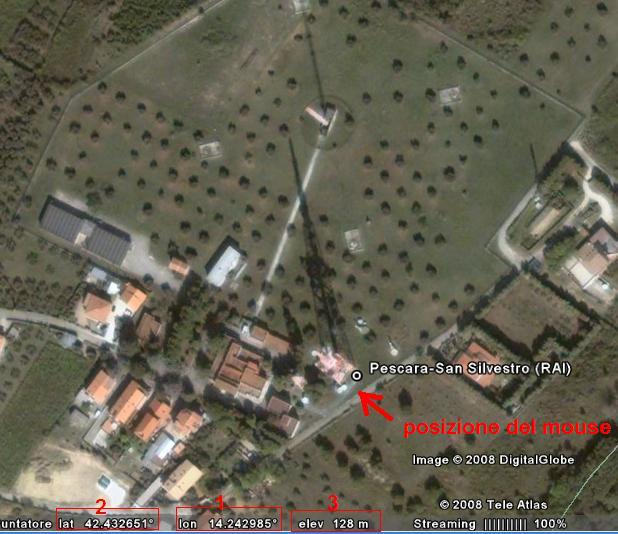 Pescara-San Silvestro (RAI)
posizione del mouse
Image © 2008 DigitalGlobe
© 2008 Tele Atlas
2 1 3
untatore lat 42.432651° lon 14.242985° elev 128 m Streaming |||||||||| 100%